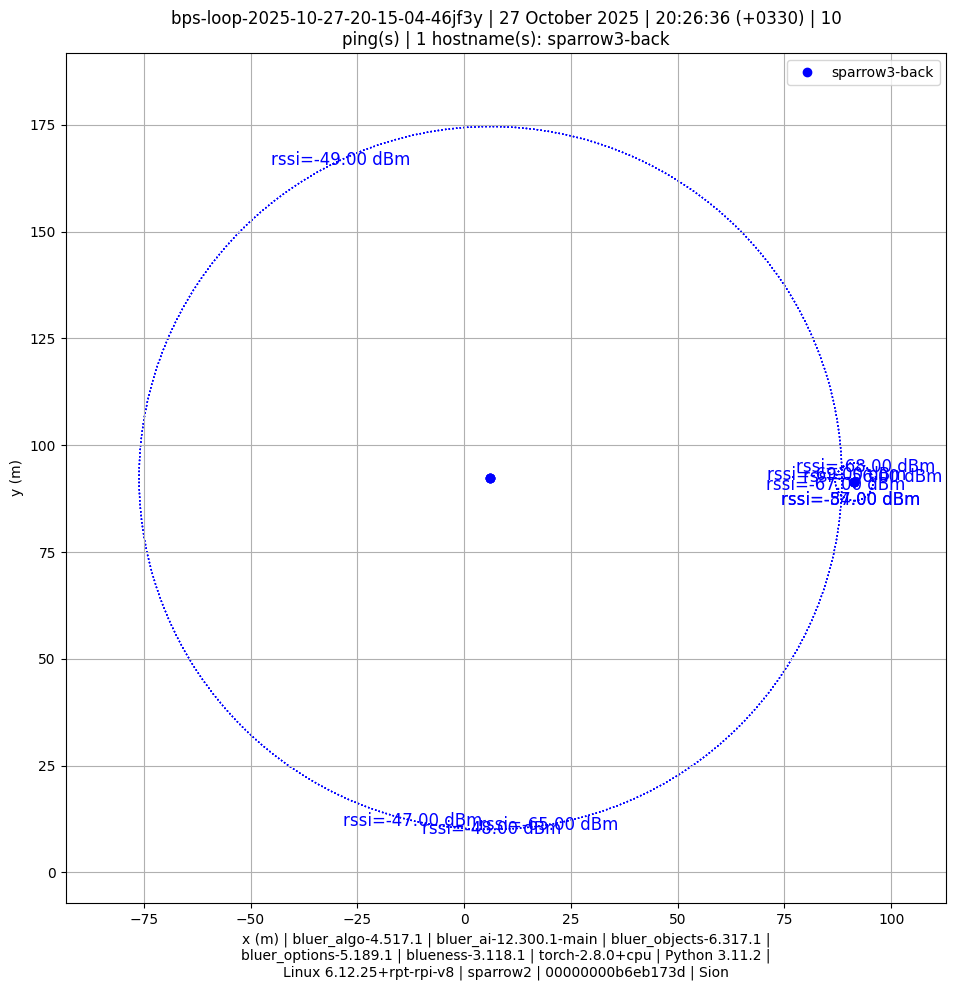 bps-loop-2025-10-27-20-15-04-46jf3y | 27 October 2025 | 20:26:36 (+0330) | 10
ping(s) | 1 hostname(s): sparrow3-back
sparrow3-back
175
150
125
100
75
50
25
0
y (m)
rssi=-49.00 dBm
rssi=-68.00 dBm
rssi=-67.00 dBm
rssi=-47.00 dBm
rssi=-48.00 dBm
rssi=-65.00 dBm
−75
−50
−25
0
25
50
75
100
x (m) | bluer_algo-4.517.1 | bluer_ai-12.300.1-main | bluer_objects-6.317.1 |
bluer_options-5.189.1 | blueness-3.118.1 | torch-2.8.0+cpu | Python 3.11.2 |
Linux 6.12.25+rpt-rpi-v8 | sparrow2 | 00000000b6eb173d | Sion